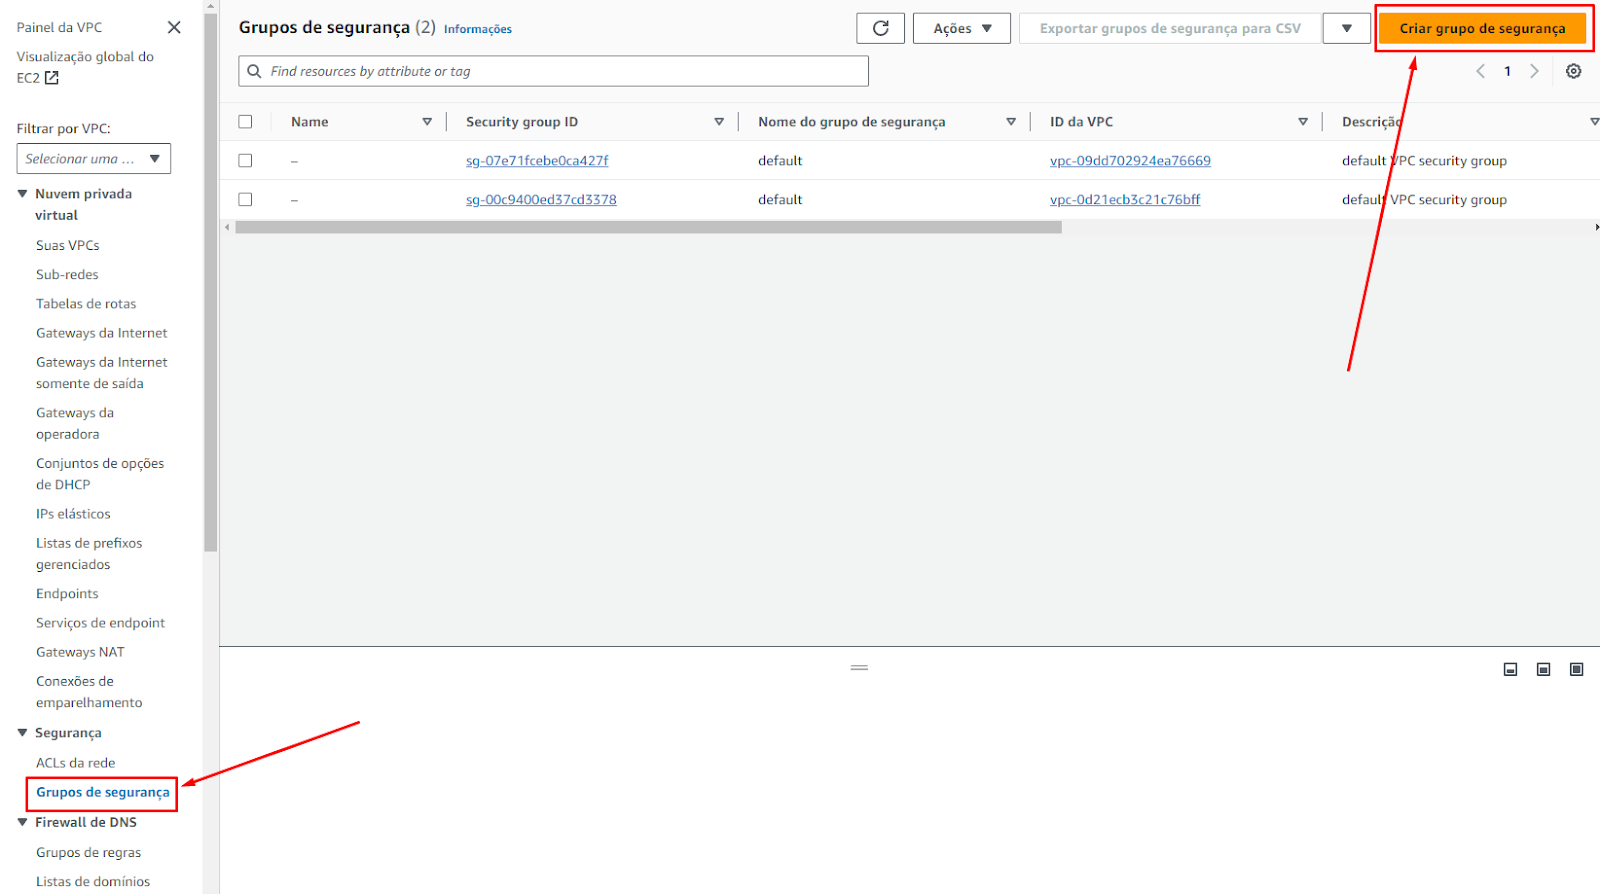 Painel da VPC
Visualização global do
EC2
Filtrar por VPC:
Selecionar uma ...
Nuvem privada
virtual
Suas VPCs
Sub-redes
Tabelas de rotas
Gateways da Internet
Gateways da Internet
somente de saída
Gateways da
operadora
Conjuntos de opções
de DHCP
IPs elásticos
Listas de prefixos
gerenciados
Endpoints
Serviços de endpoint
Gateways NAT
Conexões de
emparelhamento
Segurança
ACLs da rede
Grupos de segurança
Firewall de DNS
Grupos de regras
Listas de domínios
Grupos de segurança (2) Informações
Ações
Exportar grupos de segurança para CSV
Criar grupo de segurança
Find resources by attribute or tag
1
Name Security group ID Nome do grupo de segurança ID da VPC Descrição
– sg-07e71fcebe0ca427f default vpc-09dd702924ea76669 default VPC security group
– sg-00c9400ed37cd3378 default vpc-0d21ecb3c21c76bff default VPC security group